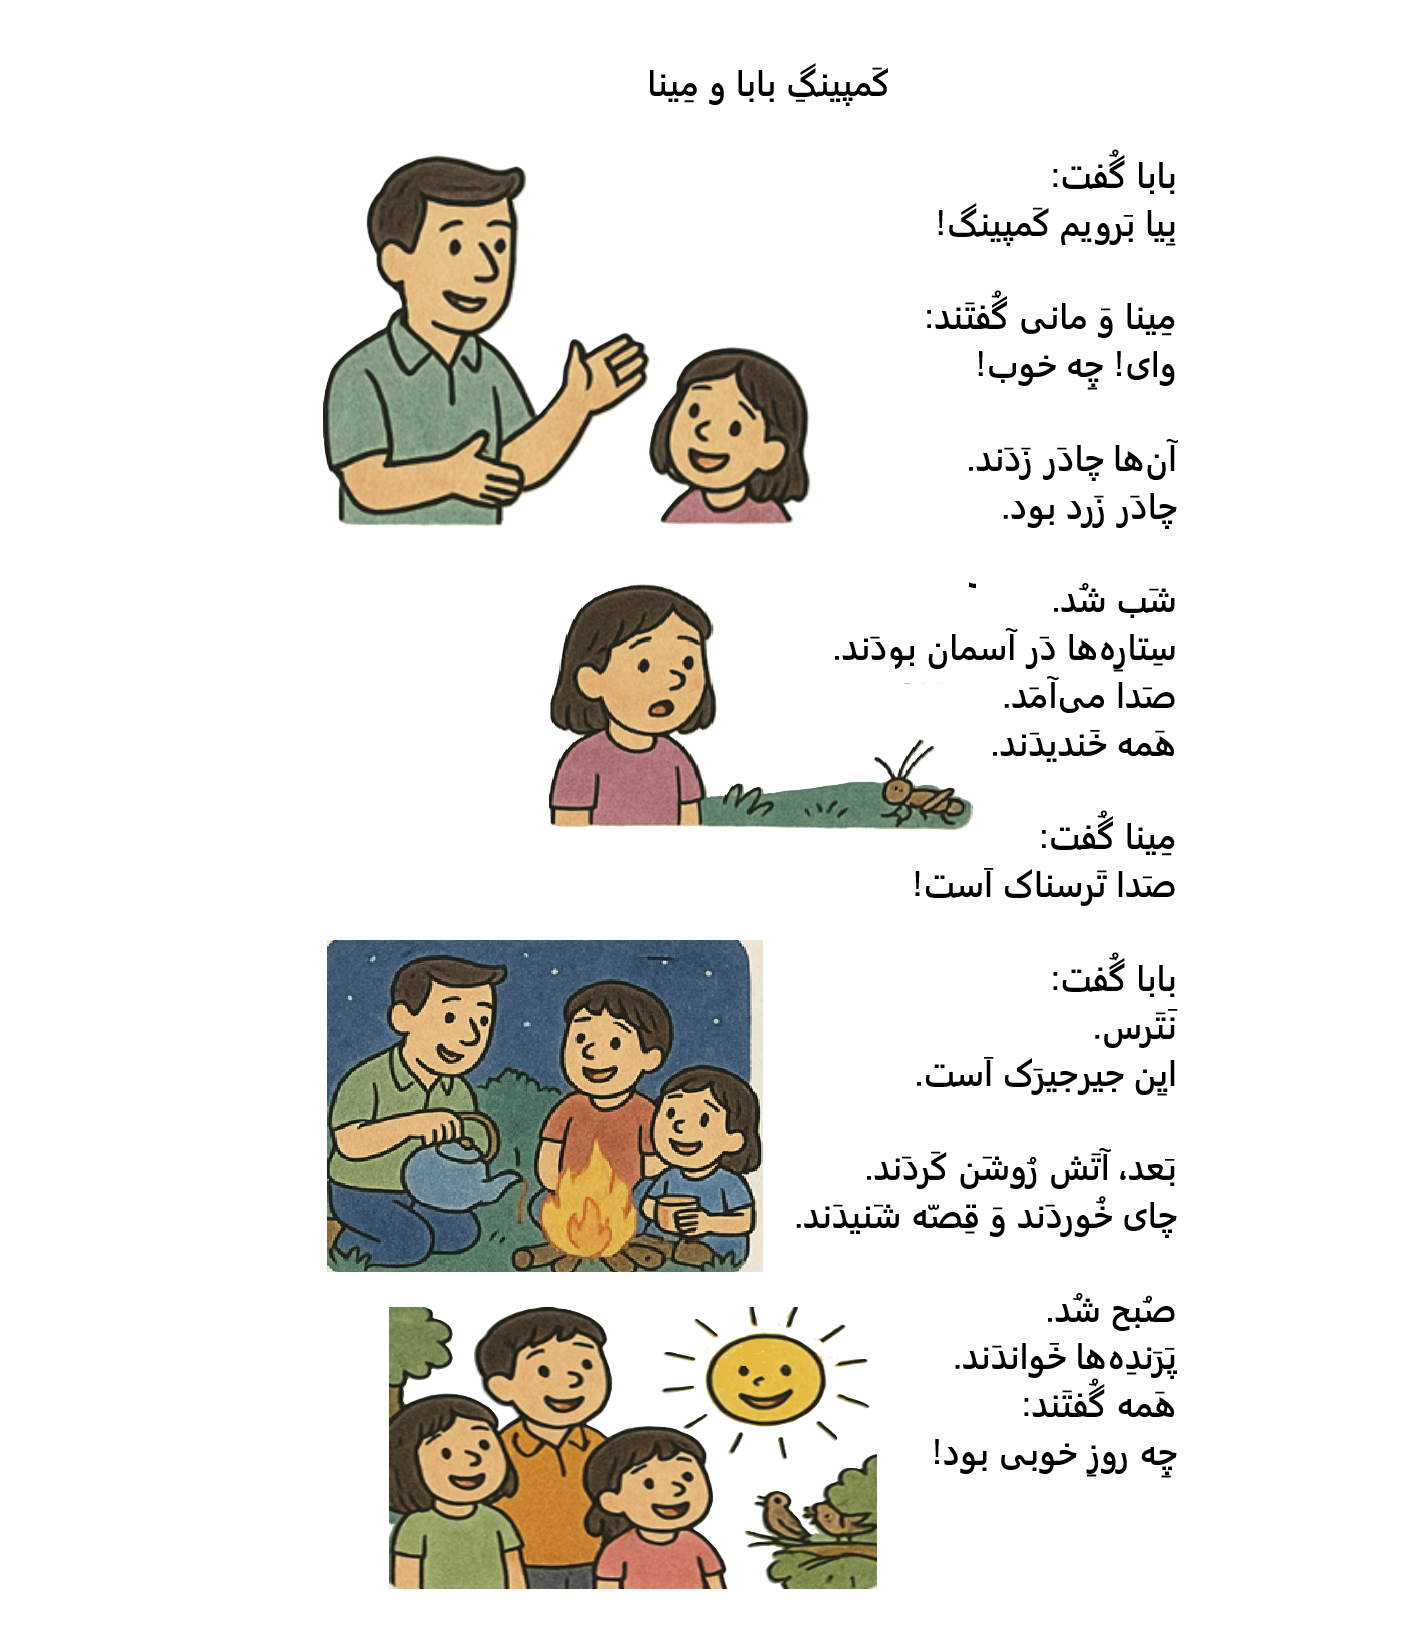 کَمپینگِ بابا و مِینا
بابا گُفت:
بِیا بَرویم کَمپینگ!
مِینا وَ مانی گُفتَند:
وای! چِه خوب!
آن‌ها چادَر زَدَند.
چادَر زَرد بود.
شَب شُد.
سِتارِه‌ها دَر آسمان بودَند.
صَدا می‌آمَد.
هَمه خَندیدَند.
مِینا گُفت:
صَدا تَرسناک اَست!
بابا گُفت:
نَتَرس.
ایِن جیرجیرَک اَست.
بَعد، آتَش رُوشَن کَردَند.
چای خُوردَند وَ قِصّه شَنیدَند.
صُبح شُد.
پَرَندِه‌ها خَواندَند.
هَمه گُفتَند:
چِه روزِ خوبی بود!